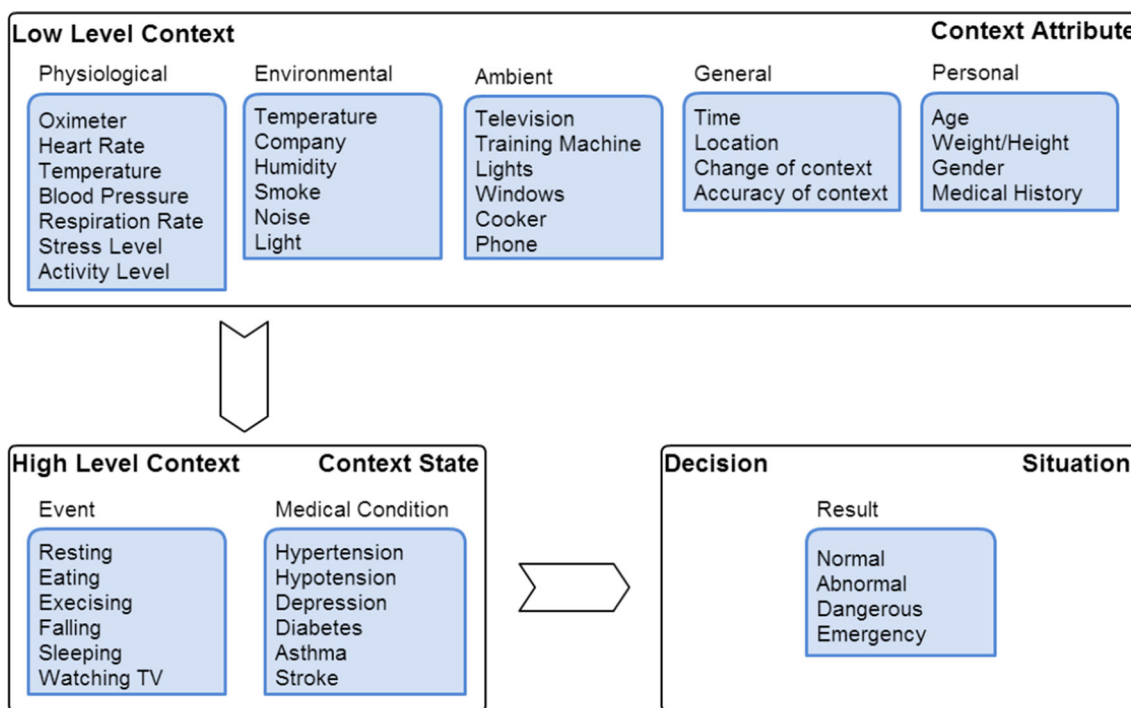 Low Level Context
Context Attribute
Physiological
Oximeter
Heart Rate
Temperature
Blood Pressure
Respiration Rate
Stress Level
Activity Level
Environmental
Temperature
Company
Humidity
Smoke
Noise
Light
Ambient
Television
Training Machine
Lights
Windows
Cooker
Phone
General
Time
Location
Change of context
Accuracy of context
Personal
Age
Weight/Height
Gender
Medical History
High Level Context
Context State
Event
Resting
Eating
Execising
Falling
Sleeping
Watching TV
Medical Condition
Hypertension
Hypotension
Depression
Diabetes
Asthma
Stroke
Decision
Situation
Result
Normal
Abnormal
Dangerous
Emergency